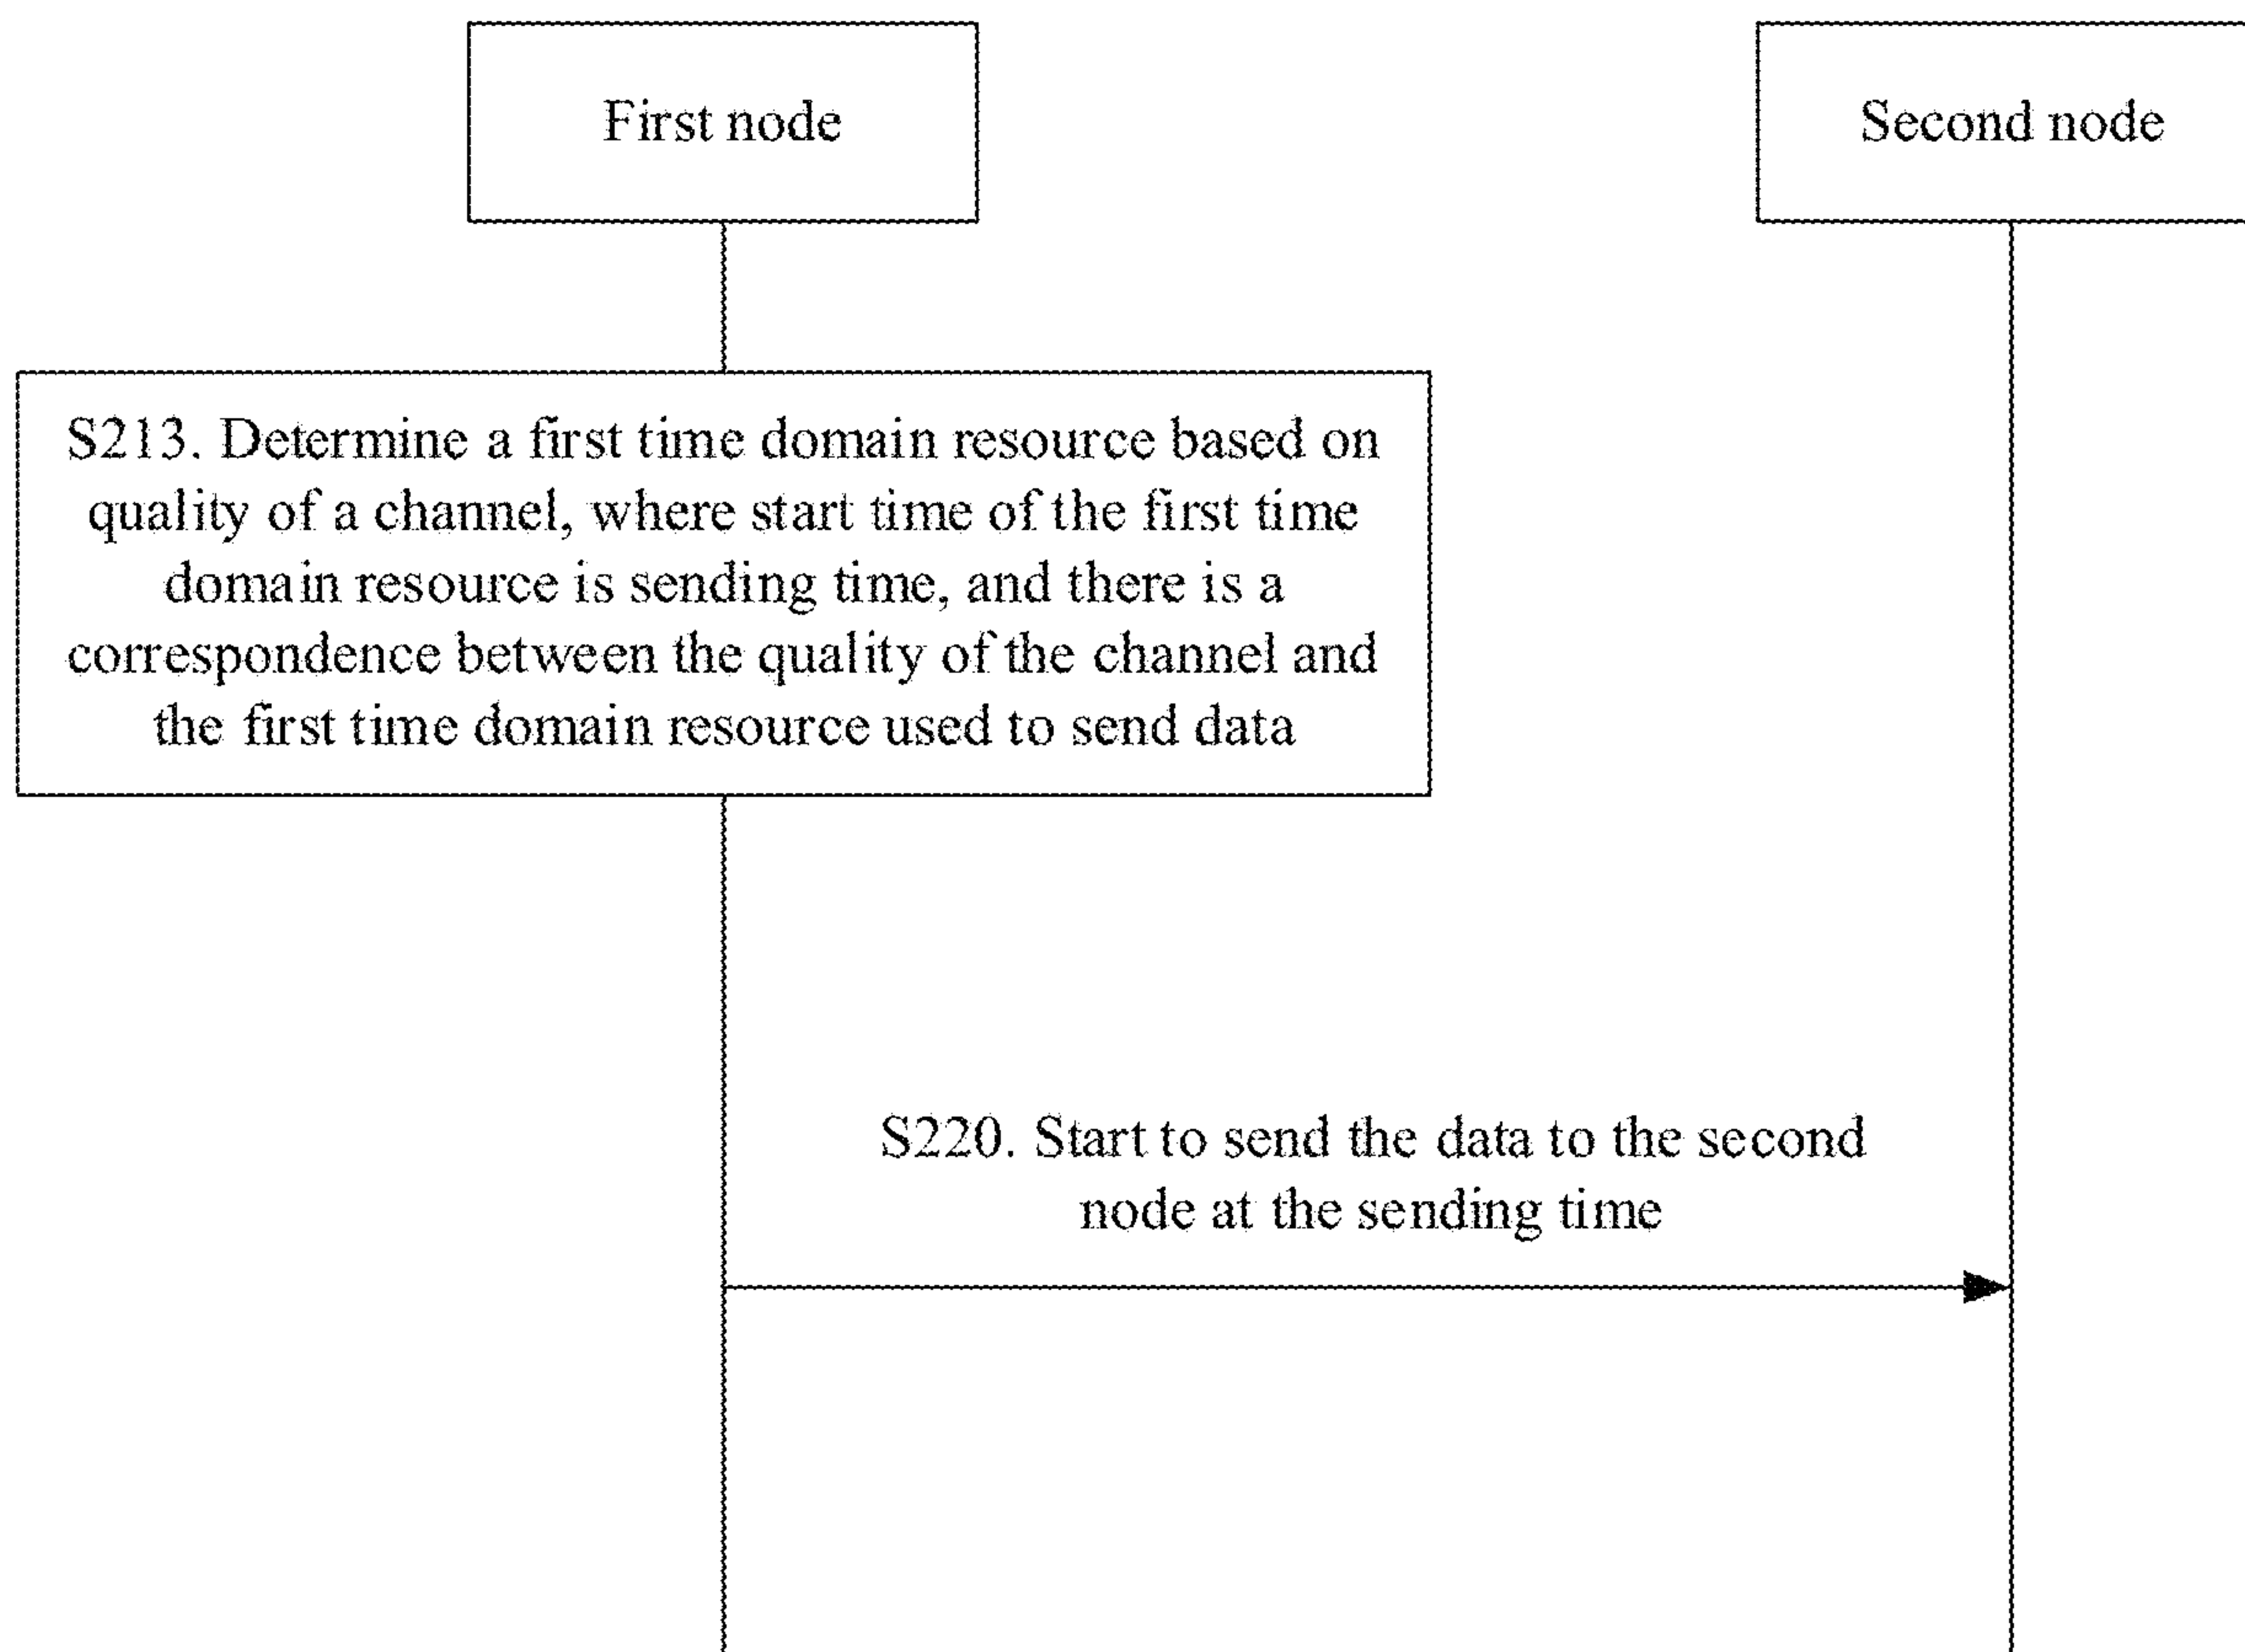 First node
Second node
S213. Determine a first time domain resource based on
quality of a channel, where start time of the first time
domain resource is sending time, and there is a
correspondence between the quality of the channel and
the first time domain resource used to send data
S220. Start to send the data to the second
node at the sending time